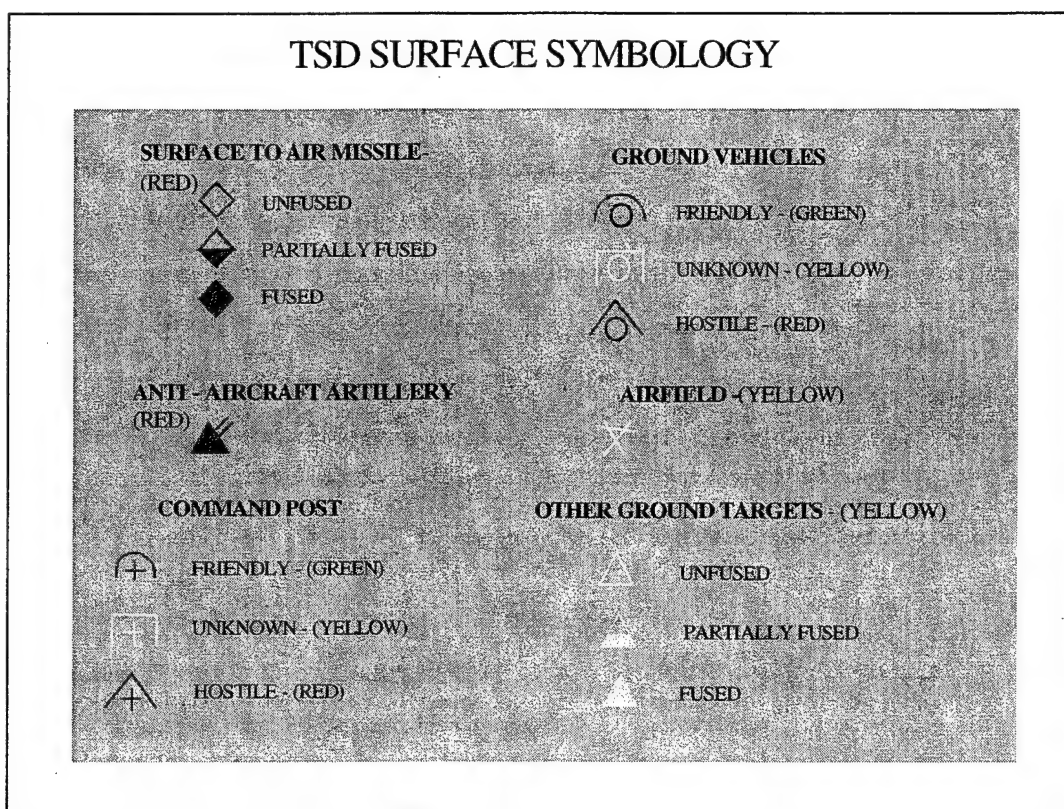 TSD SURFACE SYMBOLOGY
SURFACE TO AIR MISSILE-
(RED)
UNFUSED
PARTIALLY FUSED
FUSED
ANTI - AIRCRAFT ARTILLERY
(RED)
COMMAND POST
FRIENDLY - (GREEN)
UNKNOWN - (YELLOW)
HOSTILE - (RED)
GROUND VEHICLES
FRIENDLY - (GREEN)
UNKNOWN - (YELLOW)
HOSTILE - (RED)
AIRFIELD -(YELLOW)
OTHER GROUND TARGETS - (YELLOW)
UNFUSED
PARTIALLY FUSED
FUSED